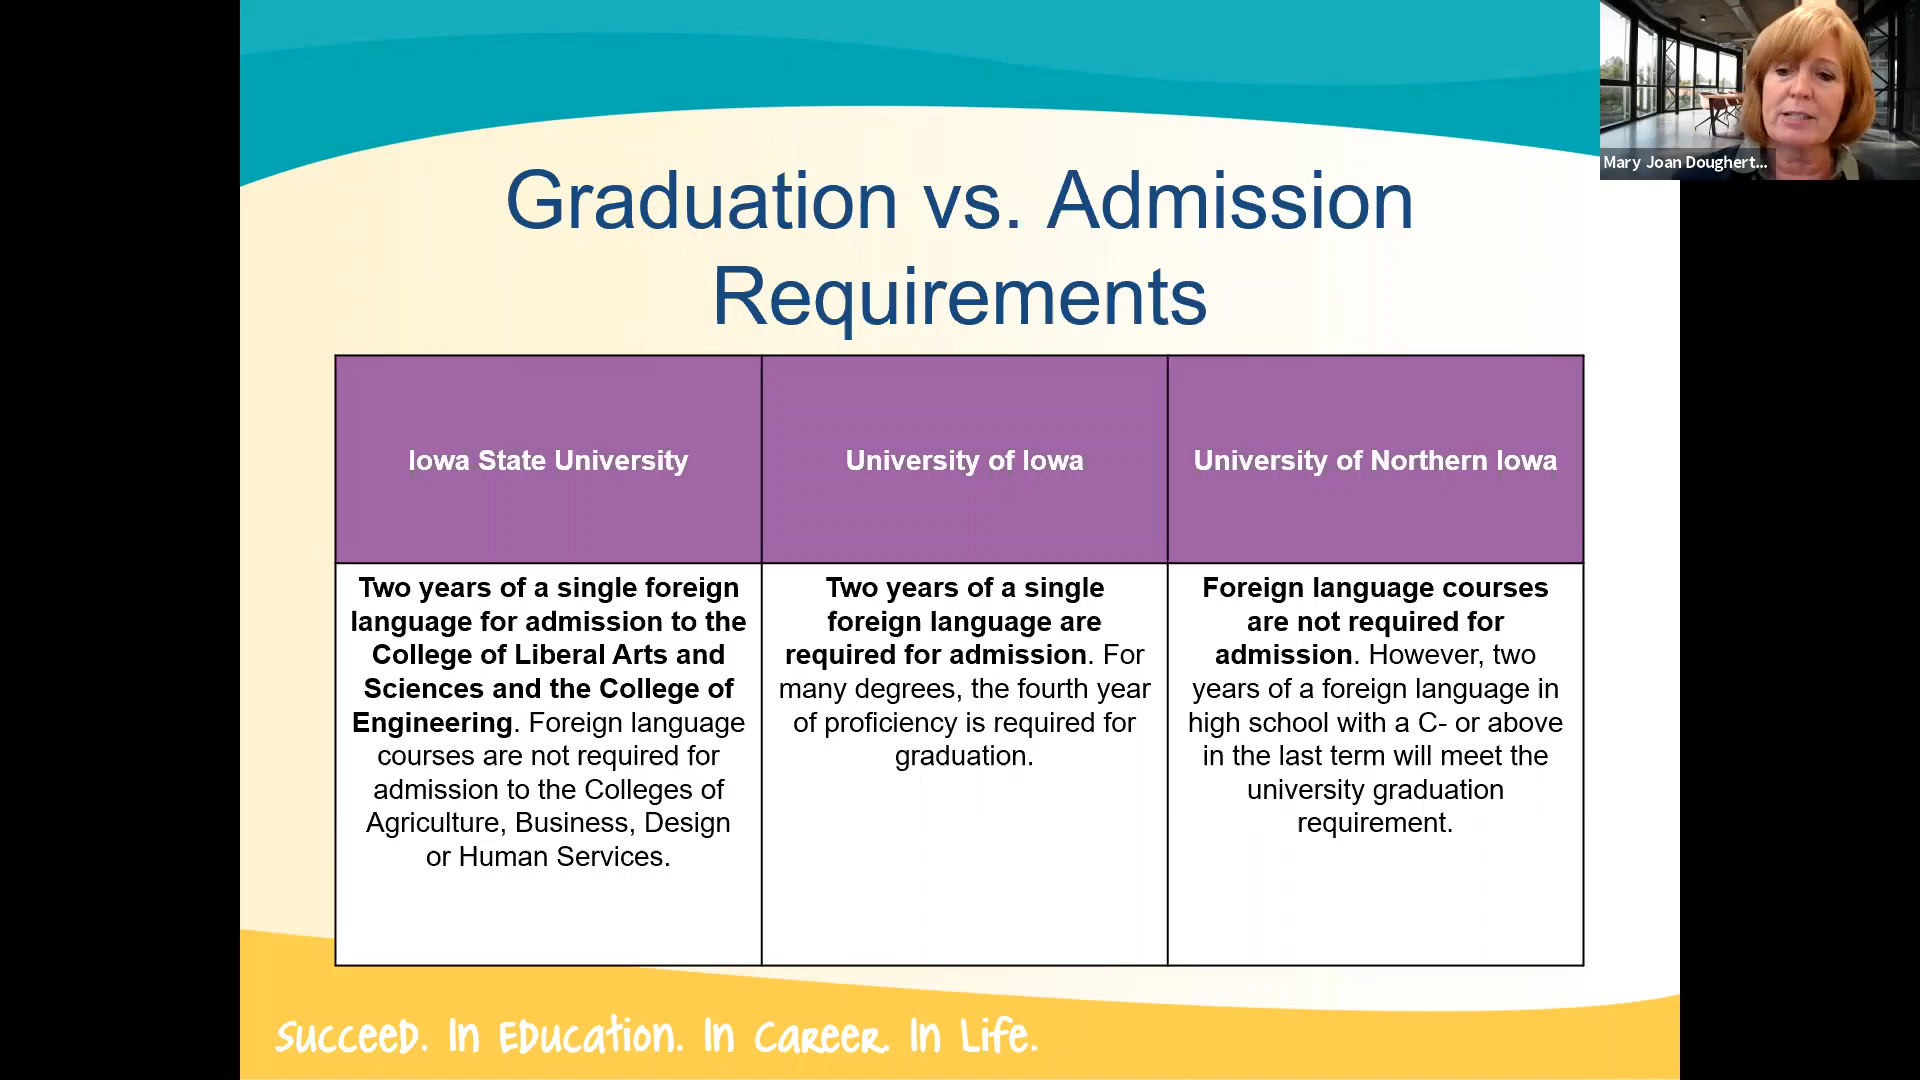 Mary Joan Doughert...
Graduation vs. Admission
Requirements
Iowa State University
University of Iowa
University of Northern Iowa
Two years of a single foreign
language for admission to the
College of Liberal Arts and
Sciences and the College of
Engineering. Foreign language
courses are not required for
admission to the Colleges of
Agriculture, Business, Design
or Human Services.
Two years of a single
foreign language are
required for admission. For
many degrees, the fourth year
of proficiency is required for
graduation.
Foreign language courses
are not required for
admission. However, two
years of a foreign language in
high school with a C- or above
in the last term will meet the
university graduation
requirement.
Succeed. In Education. In Career. In Life.